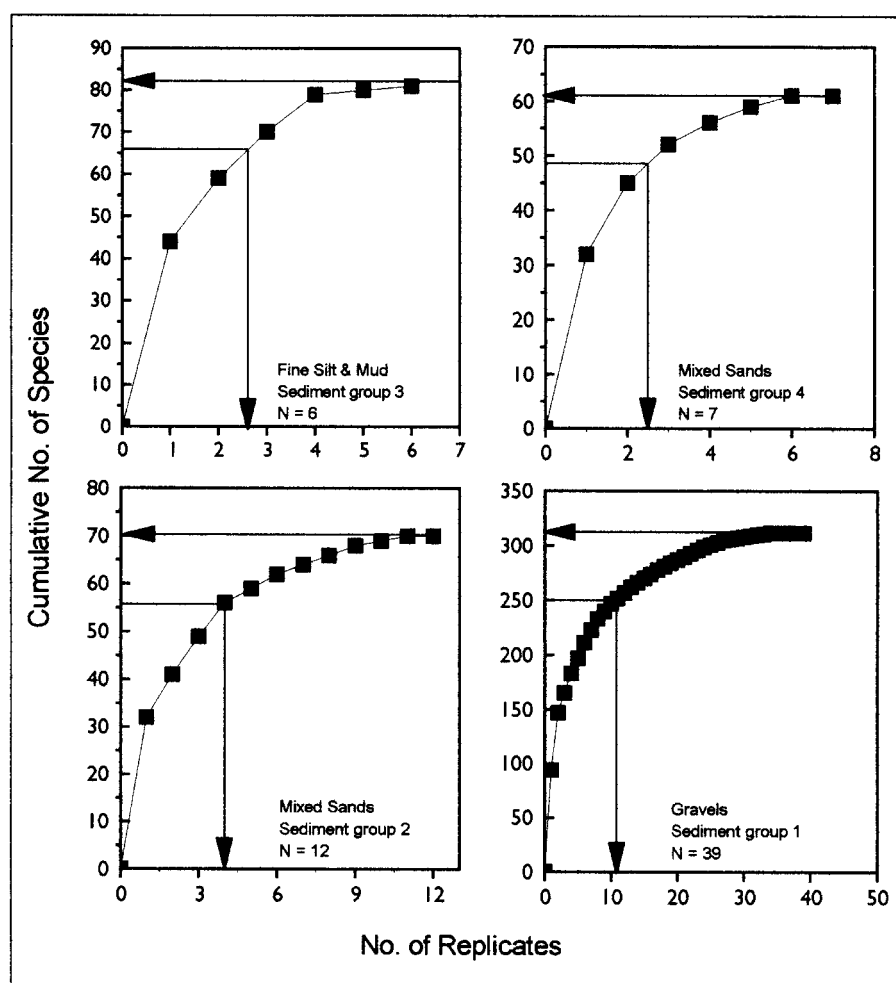 Cumulative No. of Species
90
80
70
60
50
40
30
20
10
0
0 1 2 3 4 5 6 7
Fine Silt & Mud
Sediment group 3
N = 6
70
60
50
40
30
20
10
0
0 2 4 6 8
Mixed Sands
Sediment group 4
N = 7
80
70
60
50
40
30
20
10
0
0 3 6 9 12
Mixed Sands
Sediment group 2
N = 12
350
300
250
200
150
100
50
0
0 10 20 30 40 50
Gravels
Sediment group 1
N = 39
No. of Replicates